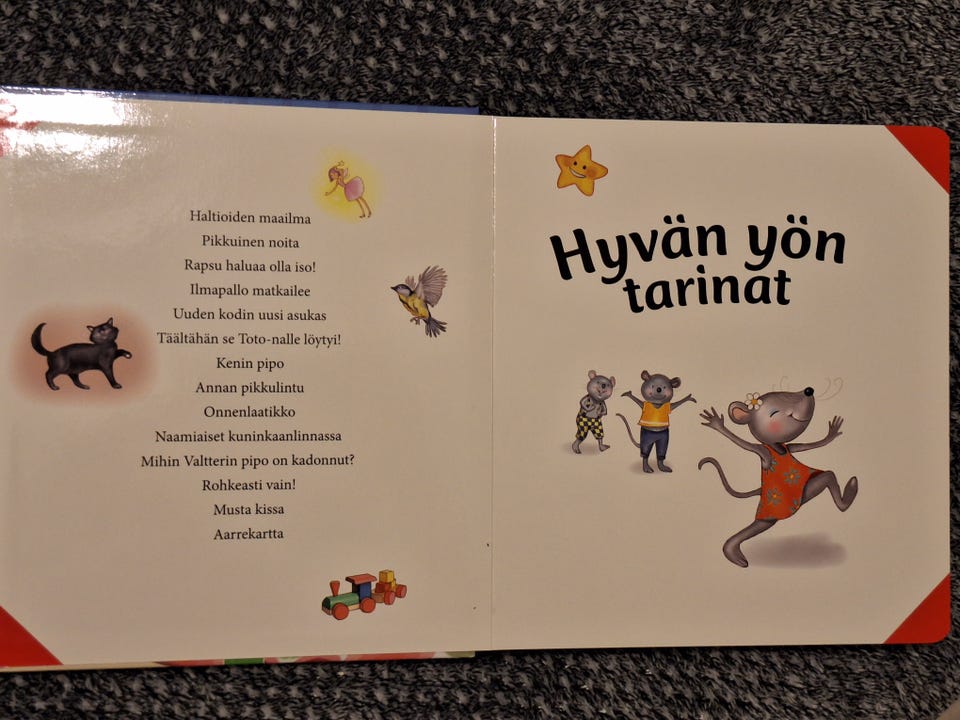 Haltioiden maailma
Pikkuinen noita
Rapsu haluaa olla iso!
Ilmapallo matkailee
Uuden kodin uusi asukas
Täältähän se Toto-nalle löytyi!
Kenin pipo
Annan pikkulintu
Onnenlaatikko
Naamiaiset kuninkaanlinnassa
Mihin Valtterin pipo on kadonnut?
Rohkeasti vain!
Musta kissa
Aarrekartta
Hyvän yön
tarinat